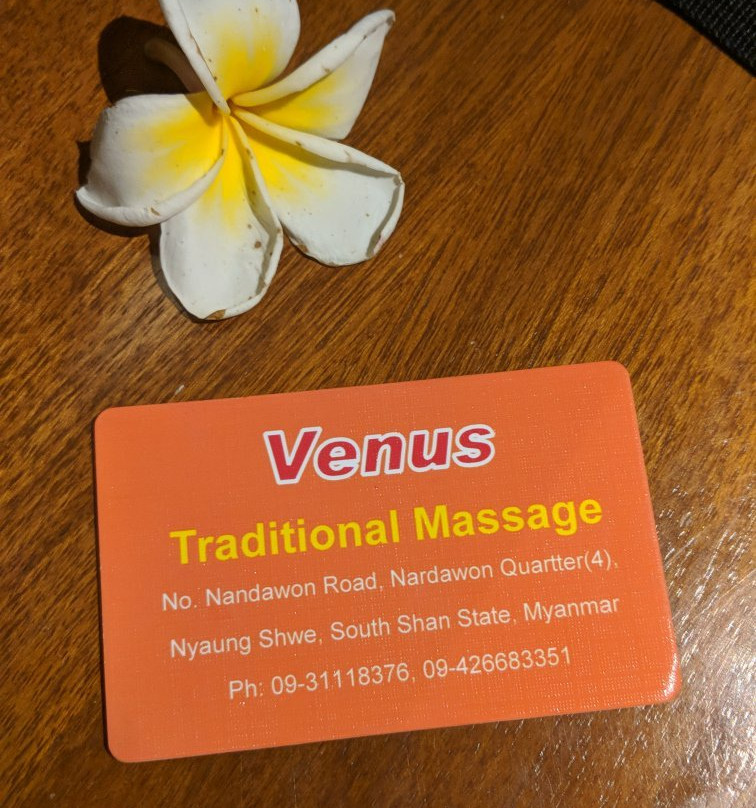 Venus
Traditional Massage
No. Nandawon Road, Nardawon Quartter(4),
Nyaung Shwe, South Shan State, Myanmar
Ph: 09-31118376, 09-426683351